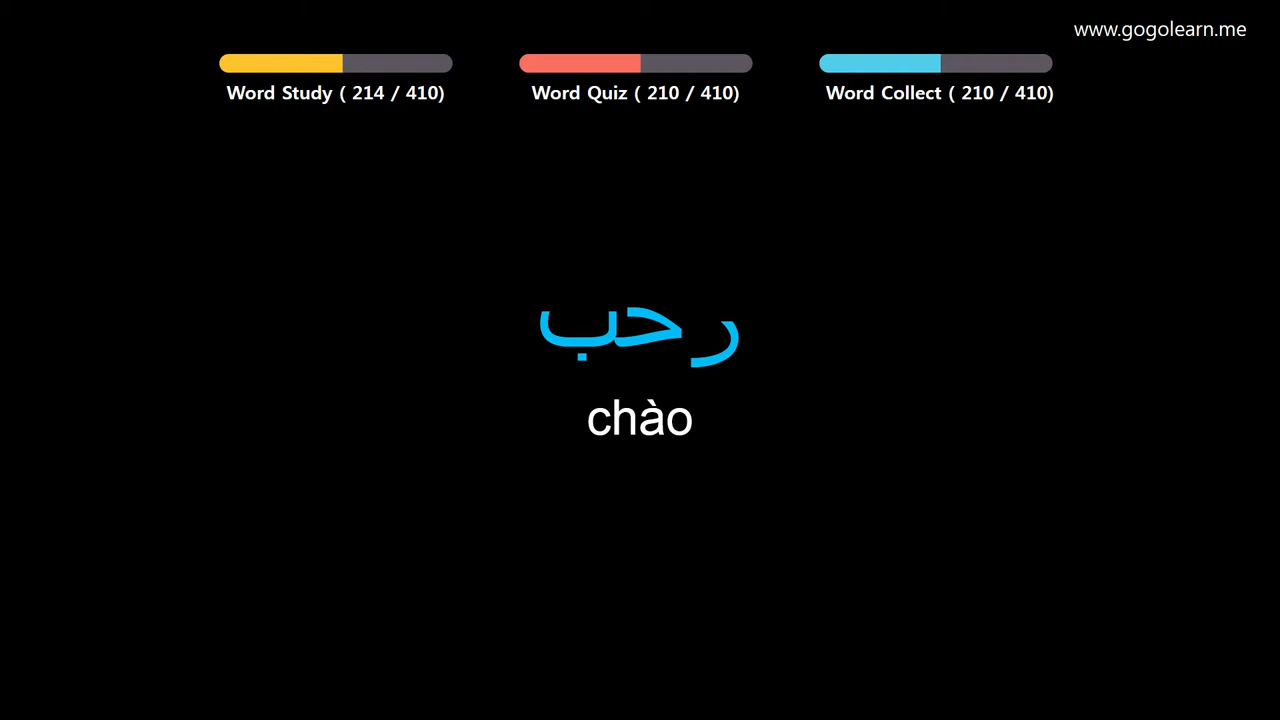 www.gogolearn.me
Word Study ( 214 / 410)
Word Quiz ( 210 / 410)
Word Collect ( 210 / 410)
رحب
chào